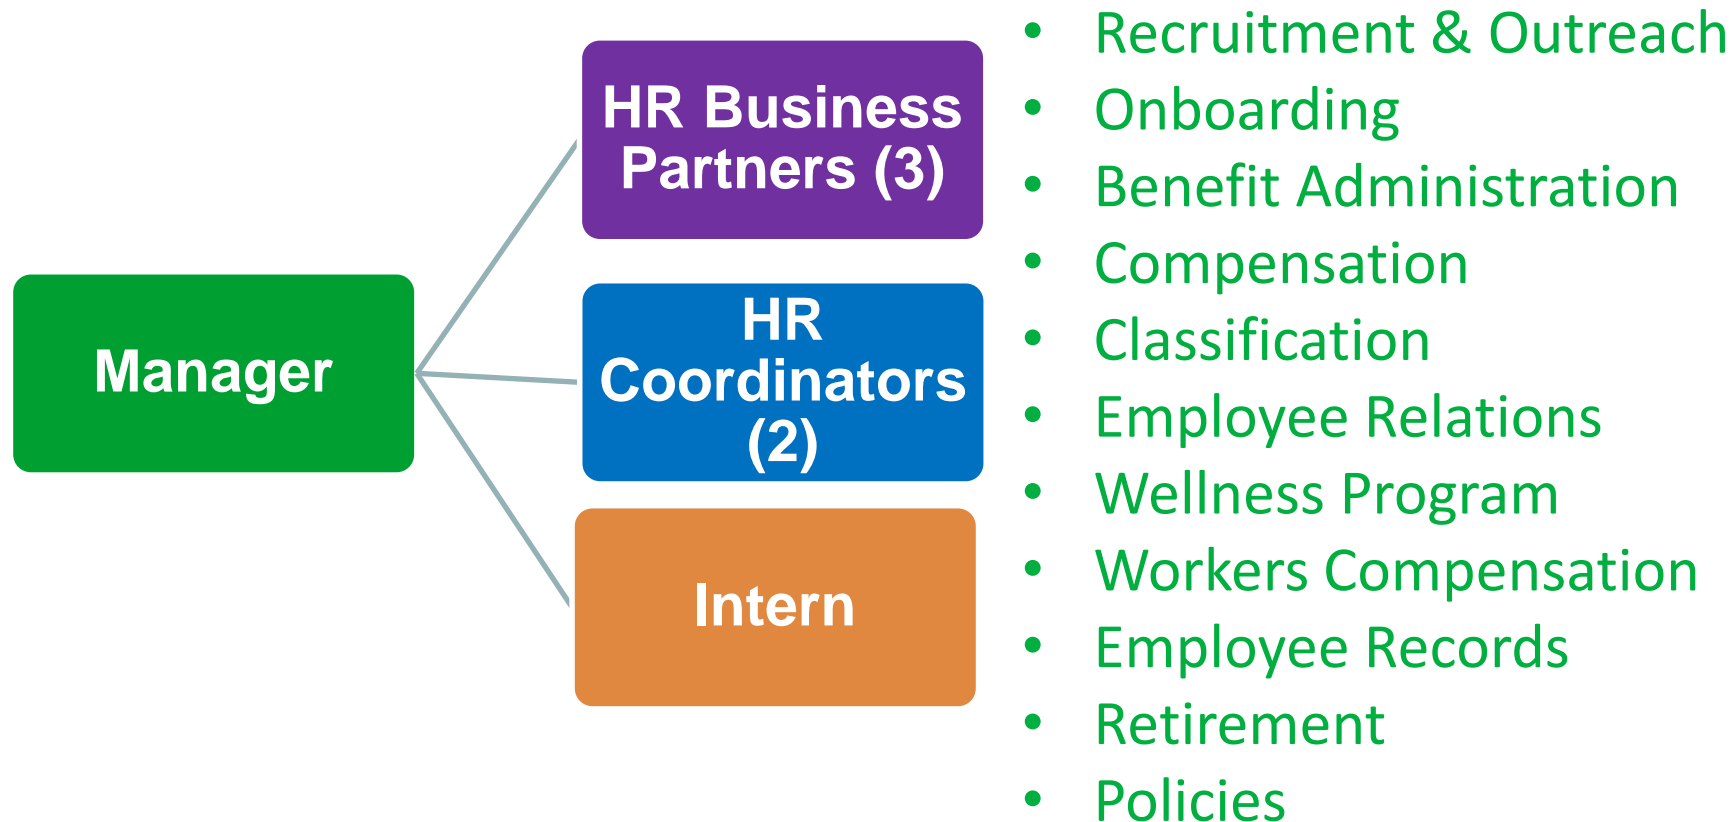 Manager
HR Business
Partners (3)
HR
Coordinators
(2)
Intern
• Recruitment & Outreach
• Onboarding
• Benefit Administration
• Compensation
• Classification
• Employee Relations
• Wellness Program
• Workers Compensation
• Employee Records
• Retirement
• Policies